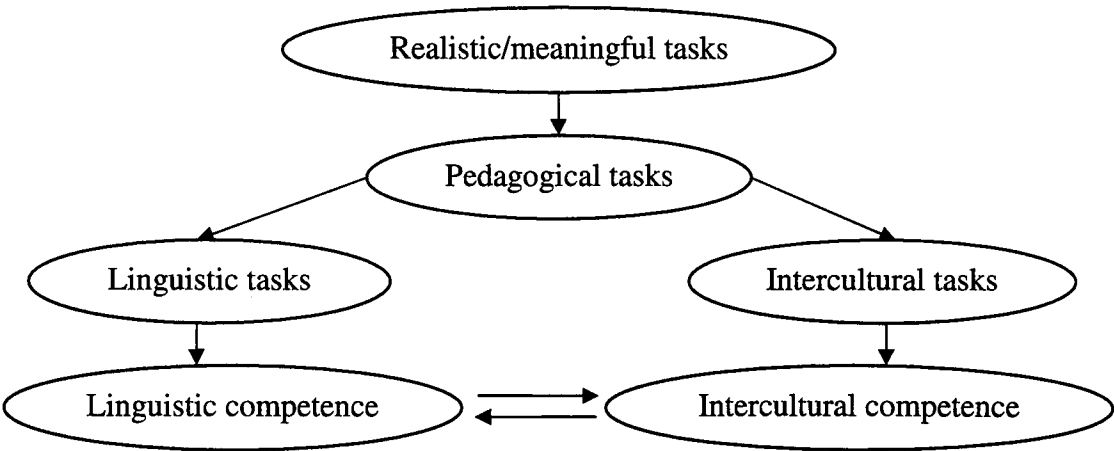 Realistic/meaningful tasks
Pedagogical tasks
Linguistic tasks
Intercultural tasks
Linguistic competence
Intercultural competence